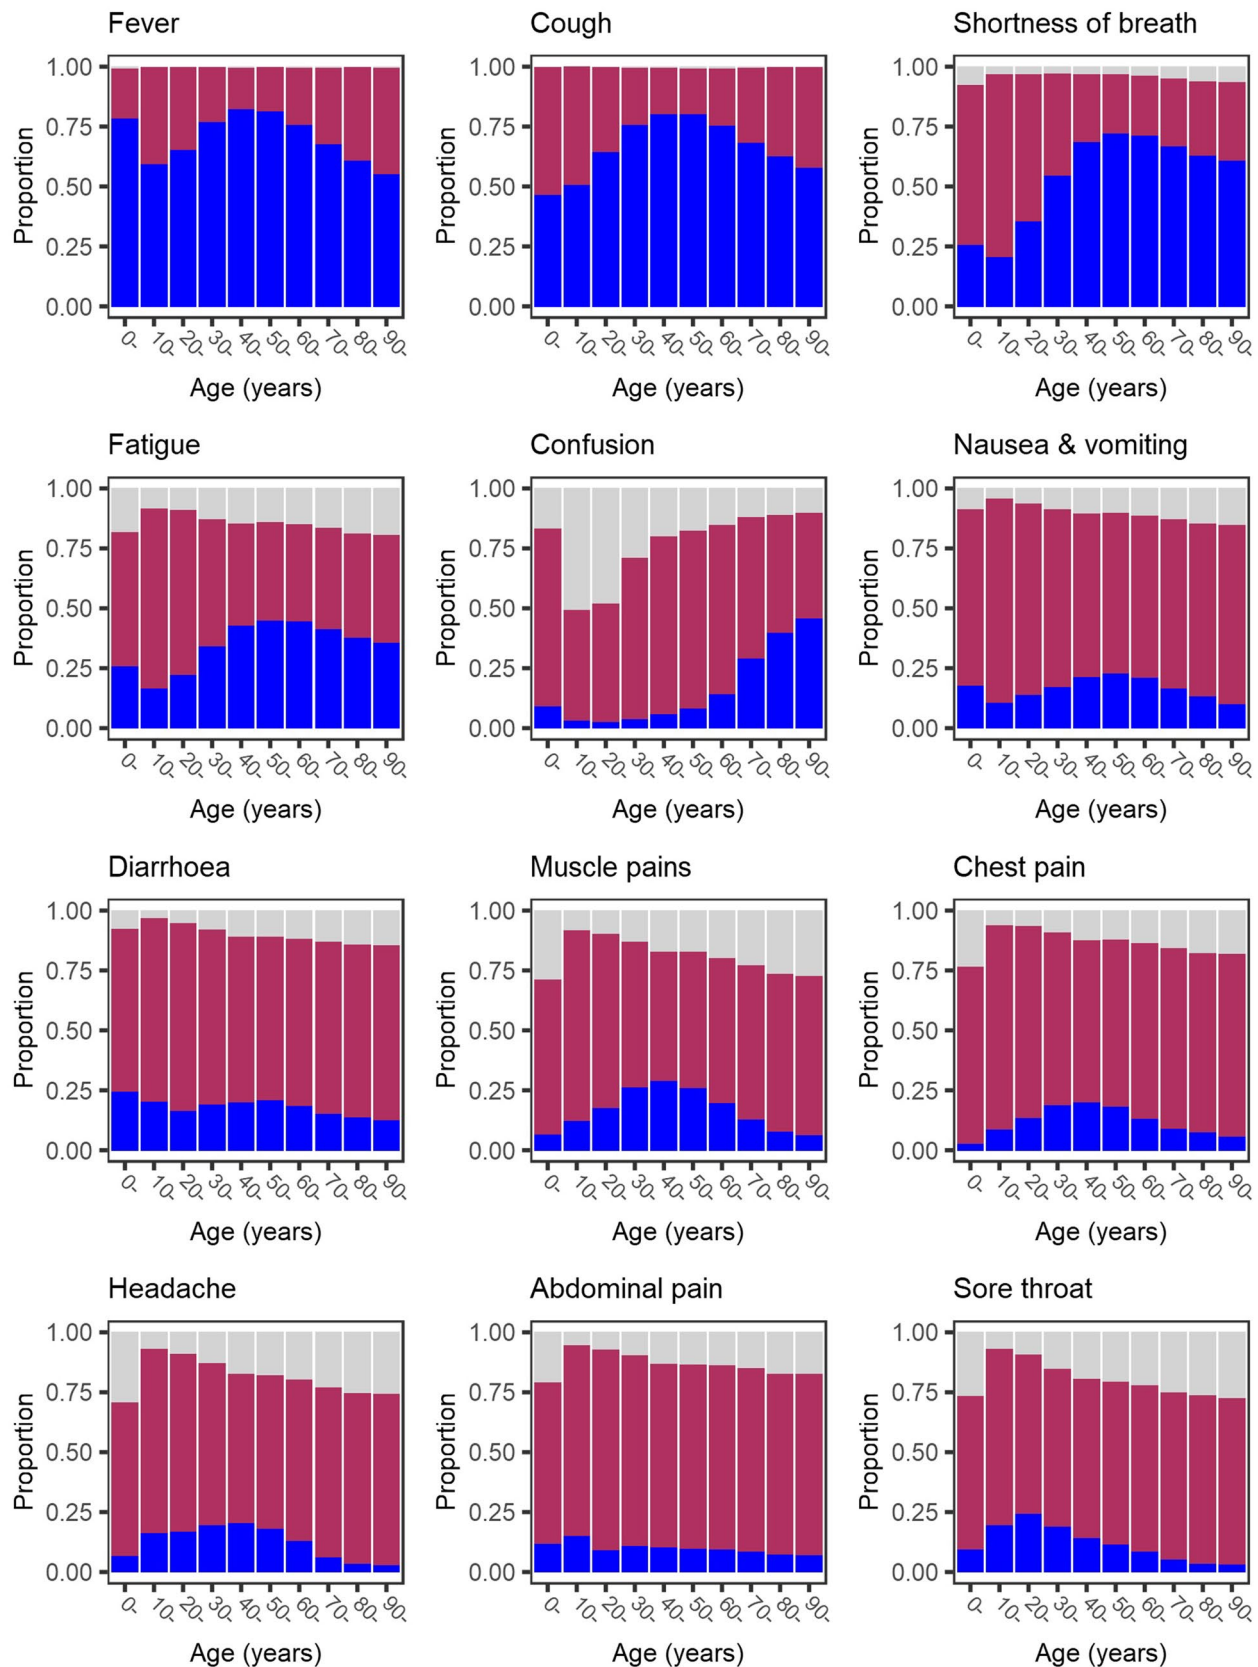 Fever Cough Shortness of breath
1.00 1.00 1.00
0.75 0.75 0.75
Proportion Proportion Proportion
0.50 0.50 0.50
0.25 0.25 0.25
0.00 0.00 0.00
0- 10- 20- 30- 40- 50- 60- 70- 80- 90- 0- 10- 20- 30- 40- 50- 60- 70- 80- 90- 0- 10- 20- 30- 40- 50- 60- 70- 80- 90-
Age (years) Age (years) Age (years)
Fatigue Confusion Nausea & vomiting
1.00 1.00 1.00
0.75 0.75 0.75
Proportion Proportion Proportion
0.50 0.50 0.50
0.25 0.25 0.25
0.00 0.00 0.00
0- 10- 20- 30- 40- 50- 60- 70- 80- 90- 0- 10- 20- 30- 40- 50- 60- 70- 80- 90- 0- 10- 20- 30- 40- 50- 60- 70- 80- 90-
Age (years) Age (years) Age (years)
Diarrhoea Muscle pains Chest pain
1.00 1.00 1.00
0.75 0.75 0.75
Proportion Proportion Proportion
0.50 0.50 0.50
0.25 0.25 0.25
0.00 0.00 0.00
0- 10- 20- 30- 40- 50- 60- 70- 80- 90- 0- 10- 20- 30- 40- 50- 60- 70- 80- 90- 0- 10- 20- 30- 40- 50- 60- 70- 80- 90-
Age (years) Age (years) Age (years)
Headache Abdominal pain Sore throat
1.00 1.00 1.00
0.75 0.75 0.75
Proportion Proportion Proportion
0.50 0.50 0.50
0.25 0.25 0.25
0.00 0.00 0.00
0- 10- 20- 30- 40- 50- 60- 70- 80- 90- 0- 10- 20- 30- 40- 50- 60- 70- 80- 90- 0- 10- 20- 30- 40- 50- 60- 70- 80- 90-
Age (years) Age (years) Age (years)